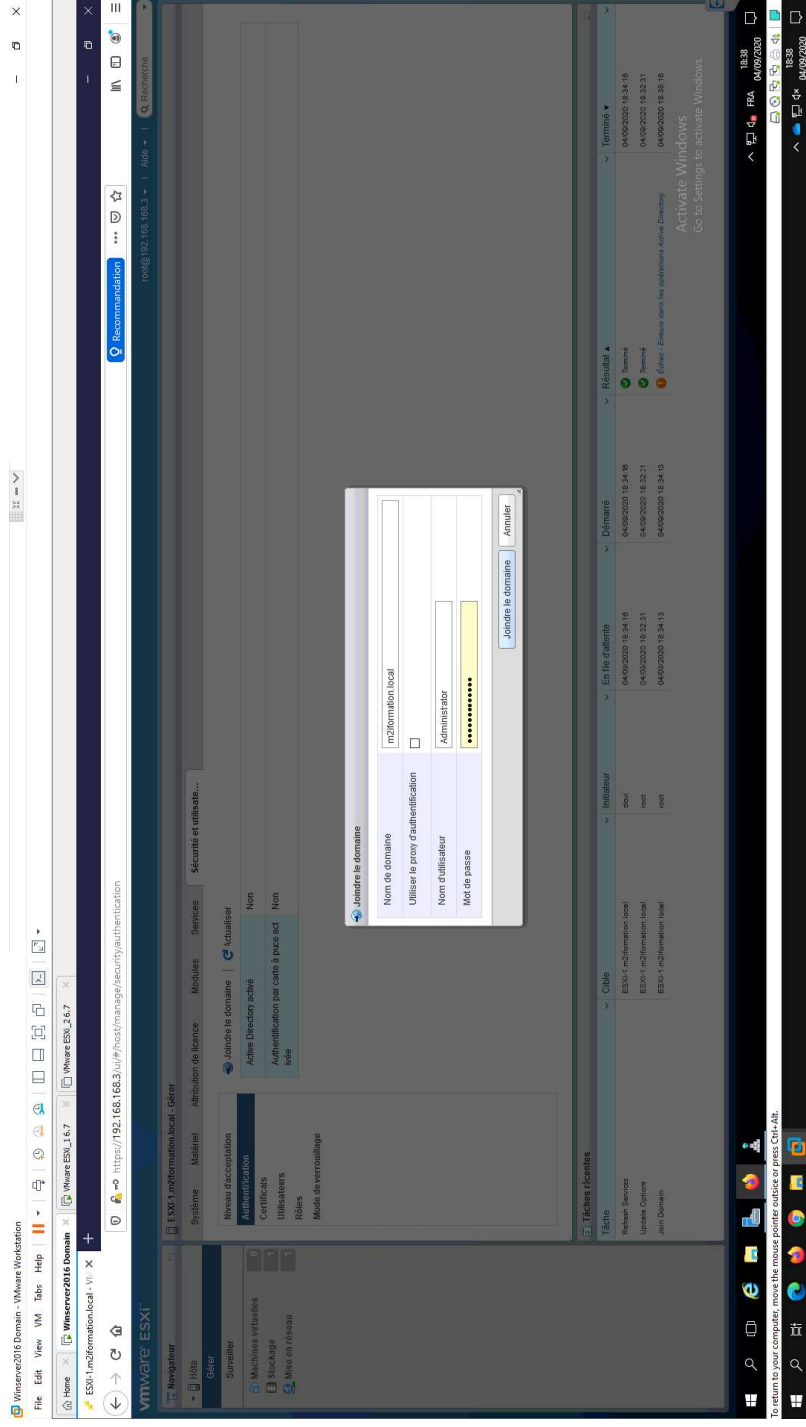 Winserver2016 Domain - VMware Workstation
File Edit View VM Tabs Help
Home Winserver2016 Domain VMware ESXi_1 6.7 VMware ESXi_2 6.7
ESXi-1.m2iformation.local - VM
https://192.168.168.3/ui/#/host/manage/security/authentication
Recommandation
vmware ESXi
root@192.168.168.3 | Aide | Recherche
Navigateur
Hôte
Gérer
Surveiller
Machines virtuelles 0
Stockage 1
Mise en réseau 1
ESXi-1.m2iformation.local - Gérer
Système Matériel Attribution de licence Modules Services Sécurité et utilisate...
Niveau d'acceptation
Authentification
Certificats
Utilisateurs
Rôles
Mode de verrouillage
Joindre le domaine | Actualiser
Active Directory activé Non
Authentification par carte à puce act
ivée Non
Joindre le domaine
Nom de domaine m2iformation.local
Utiliser le proxy d'authentification
Nom d'utilisateur Administrator
Mot de passe
Joindre le domaine Annuler
Tâches récentes
Tâche Cible Initiateur En file d'attente Démarré Résultat Terminé
Refresh Services ESXi-1.m2iformation.local dcui 04/09/2020 18:34:16 04/09/2020 18:34:16 Terminé 04/09/2020 18:34:16
Update Options ESXi-1.m2iformation.local root 04/09/2020 18:32:31 04/09/2020 18:32:31 Terminé 04/09/2020 18:32:31
Join Domain ESXi-1.m2iformation.local root 04/09/2020 18:34:13 04/09/2020 18:34:13 Échec - Erreurs dans les opérations Active Directory. 04/09/2020 18:38:16
Activate Windows
Go to Settings to activate Windows.
FRA
18:38
04/09/2020
To return to your computer, move the mouse pointer outside or press Ctrl+Alt.
18:38
04/09/2020